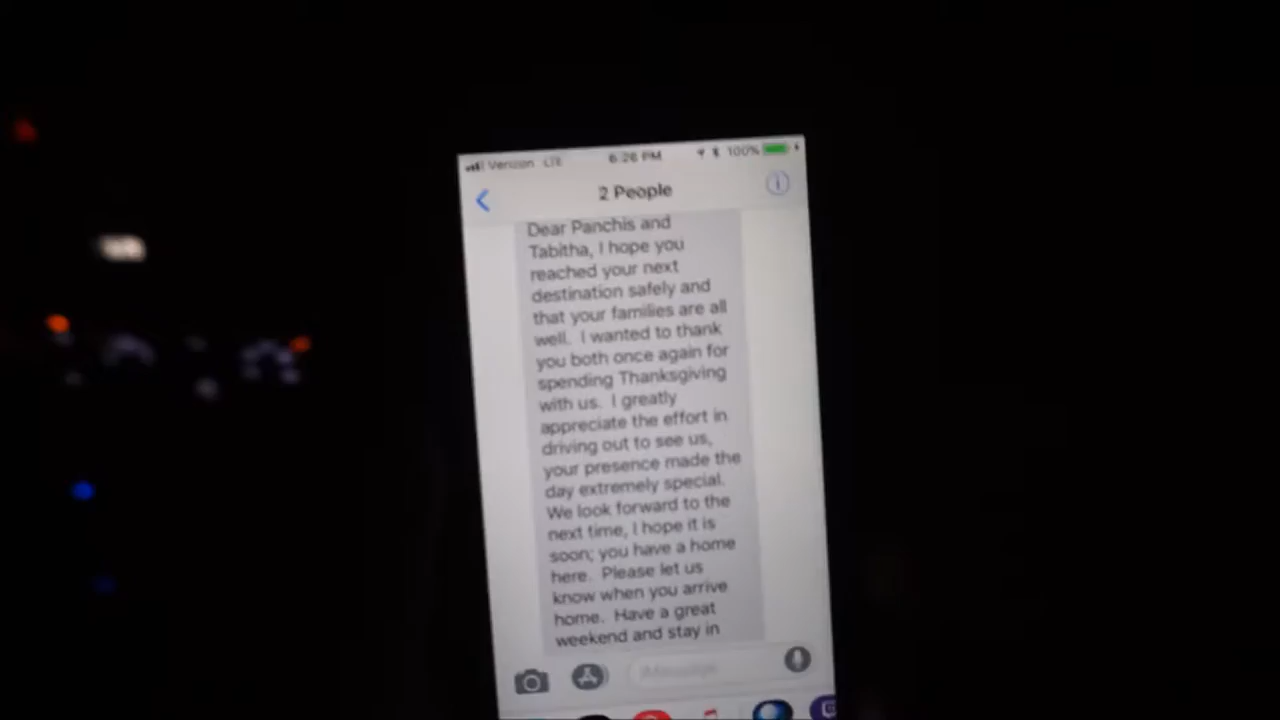 Verizon LTE 6:26 PM 100%
2 People
Dear Panchis and
Tabitha, I hope you
reached your next
destination safely and
that your families are all
well. I wanted to thank
you both once again for
spending Thanksgiving
with us. I greatly
appreciate the effort in
driving out to see us,
your presence made the
day extremely special.
We look forward to the
next time, I hope it is
soon; you have a home
here. Please let us
know when you arrive
home. Have a great
weekend and stay in
iMessage